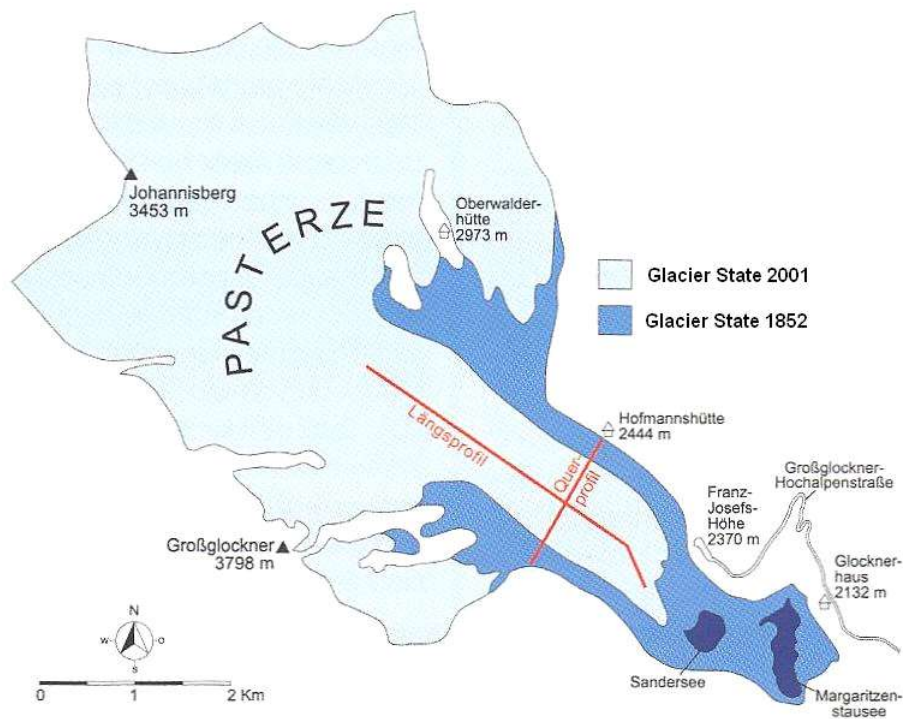 Johannisberg
3453 m
PASTERZE
Oberwalder-
hütte
2973 m
Glacier State 2001
Glacier State 1852
Längsprofil
Quer-
profil
Hofmannshütte
2444 m
Großglockner-
Hochalpenstraße
Franz-
Josefs-
Höhe
2370 m
Großglockner
3798 m
Glockner-
haus
2132 m
N
W
O
S
0 1 2 Km
Sandersee
Margaritzen-
stausee